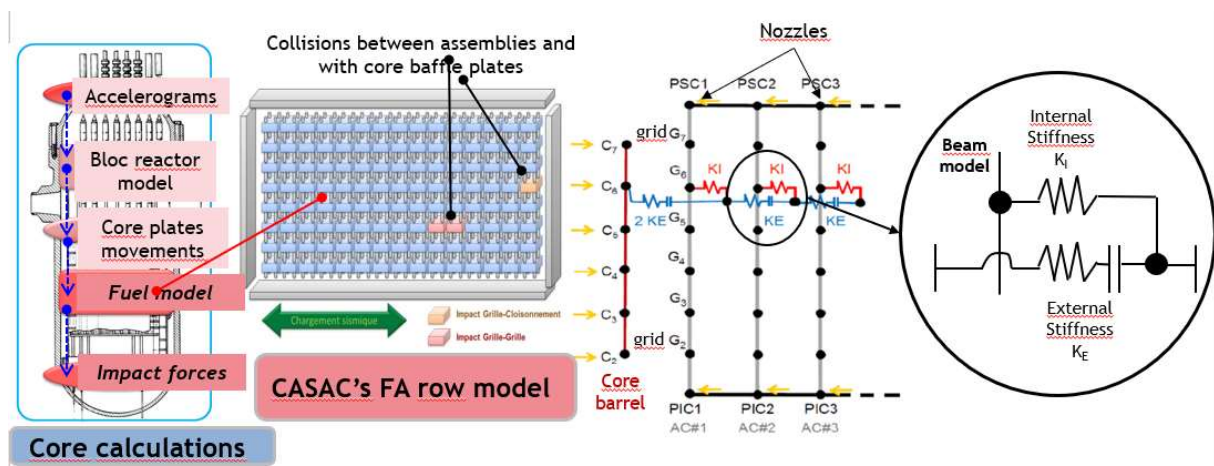 Accelerograms
Bloc reactor
model
Core plates
movements
Fuel model
Impact forces
Core calculations
Collisions between assemblies and
with core baffle plates
Chargement sismique
Impact Grille-Cloisonnement
Impact Grille-Grille
CASAC's FA row model
Core
barrel
C7
C6
C5
C4
C3
C2
Nozzles
PSC1 PSC2 PSC3
grid G7
G6
G5
G4
G3
grid G2
KI KI KI
2 KE KE KE
PIC1 PIC2 PIC3
AC#1 AC#2 AC#3
Beam
model
Internal
Stiffness
KI
External
Stiffness
KE